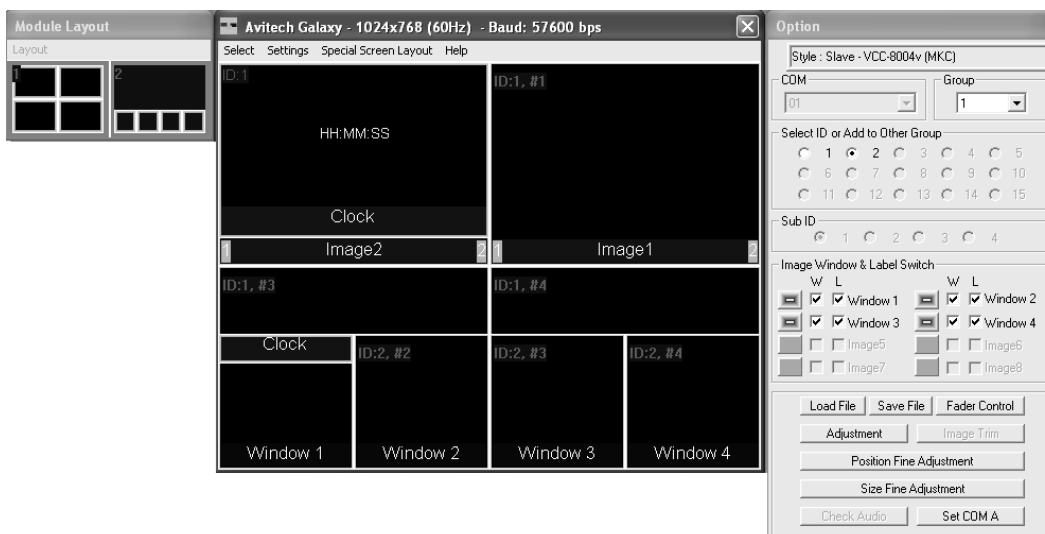 Module Layout
Layout
1
2
Avitech Galaxy - 1024x768 (60Hz) - Baud: 57600 bps
Select Settings Special Screen Layout Help
ID:1
ID:1, #1
HH:MM:SS
Clock
1 Image2 2
1 Image1 2
ID:1, #3
ID:1, #4
Clock
ID:2, #2
ID:2, #3
ID:2, #4
Window 1
Window 2
Window 3
Window 4
Option
Style : Slave - VCC-8004v (MKC)
COM
Group
01
1
Select ID or Add to Other Group
1 2 3 4 5
6 7 8 9 10
11 12 13 14 15
Sub ID
1 2 3 4
Image Window & Label Switch
W L W L
Window 1 Window 2
Window 3 Window 4
Image5 Image6
Image7 Image8
Load File Save File Fader Control
Adjustment Image Trim
Position Fine Adjustment
Size Fine Adjustment
Check Audio Set COM A